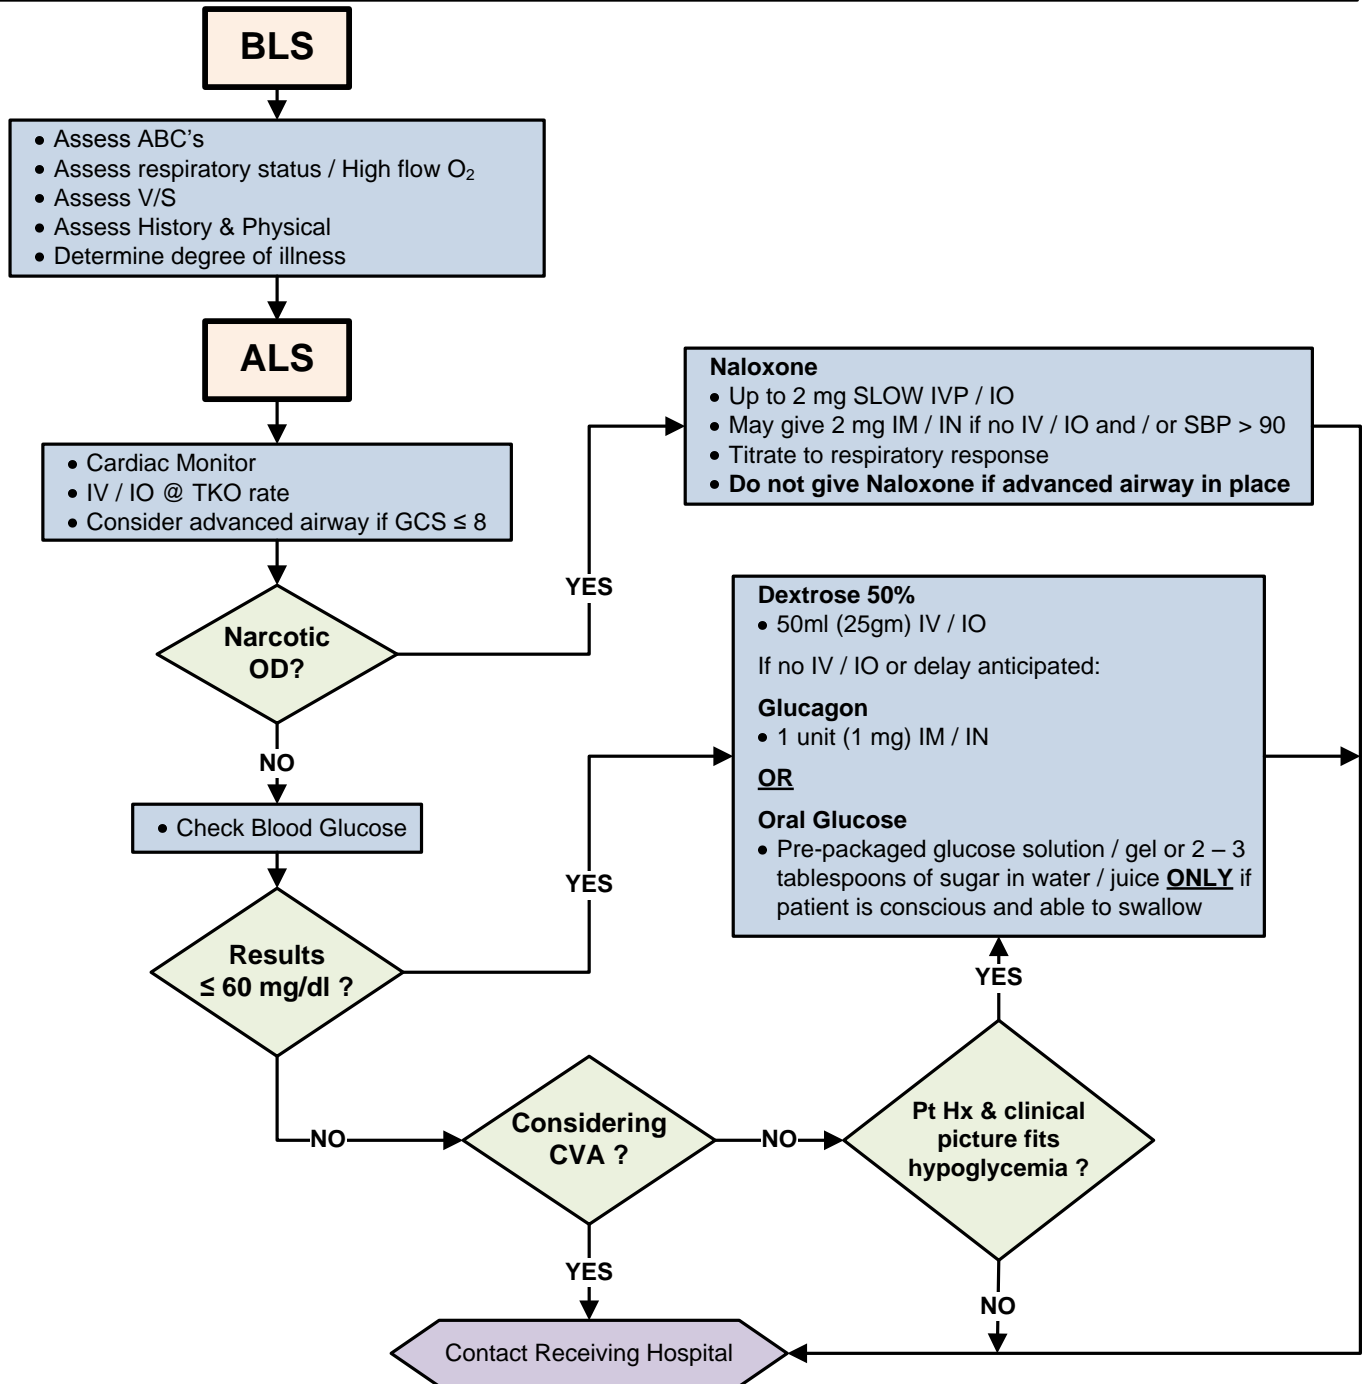 BLS
• Assess ABC's
• Assess respiratory status / High flow O₂
• Assess V/S
• Assess History & Physical
• Determine degree of illness
ALS
• Cardiac Monitor
• IV / IO @ TKO rate
• Consider advanced airway if GCS ≤ 8
Narcotic
OD?
YES
Naloxone
• Up to 2 mg SLOW IVP / IO
• May give 2 mg IM / IN if no IV / IO and / or SBP > 90
• Titrate to respiratory response
• Do not give Naloxone if advanced airway in place
NO
• Check Blood Glucose
Results
≤ 60 mg/dl ?
YES
Dextrose 50%
• 50ml (25gm) IV / IO
If no IV / IO or delay anticipated:
Glucagon
• 1 unit (1 mg) IM / IN
OR
Oral Glucose
• Pre-packaged glucose solution / gel or 2 – 3
tablespoons of sugar in water / juice ONLY if
patient is conscious and able to swallow
NO
Considering
CVA ?
NO
Pt Hx & clinical
picture fits
hypoglycemia ?
YES
YES
NO
Contact Receiving Hospital